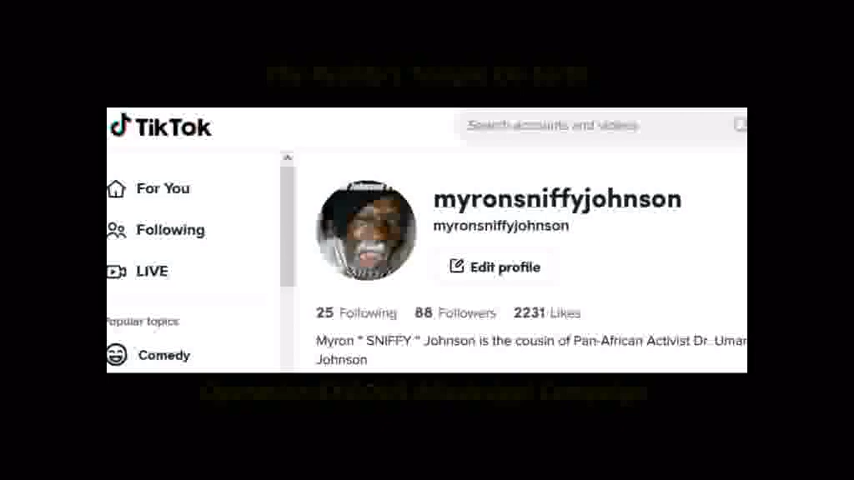 TikTok
Search accounts and videos
For You
Following
LIVE
Popular topics
Comedy
myronsniffyjohnson
myronsniffyjohnson
Edit profile
25 Following 88 Followers 2231 Likes
Myron " SNIFFY " Johnson is the cousin of Pan-African Activist Dr. Umar
Johnson